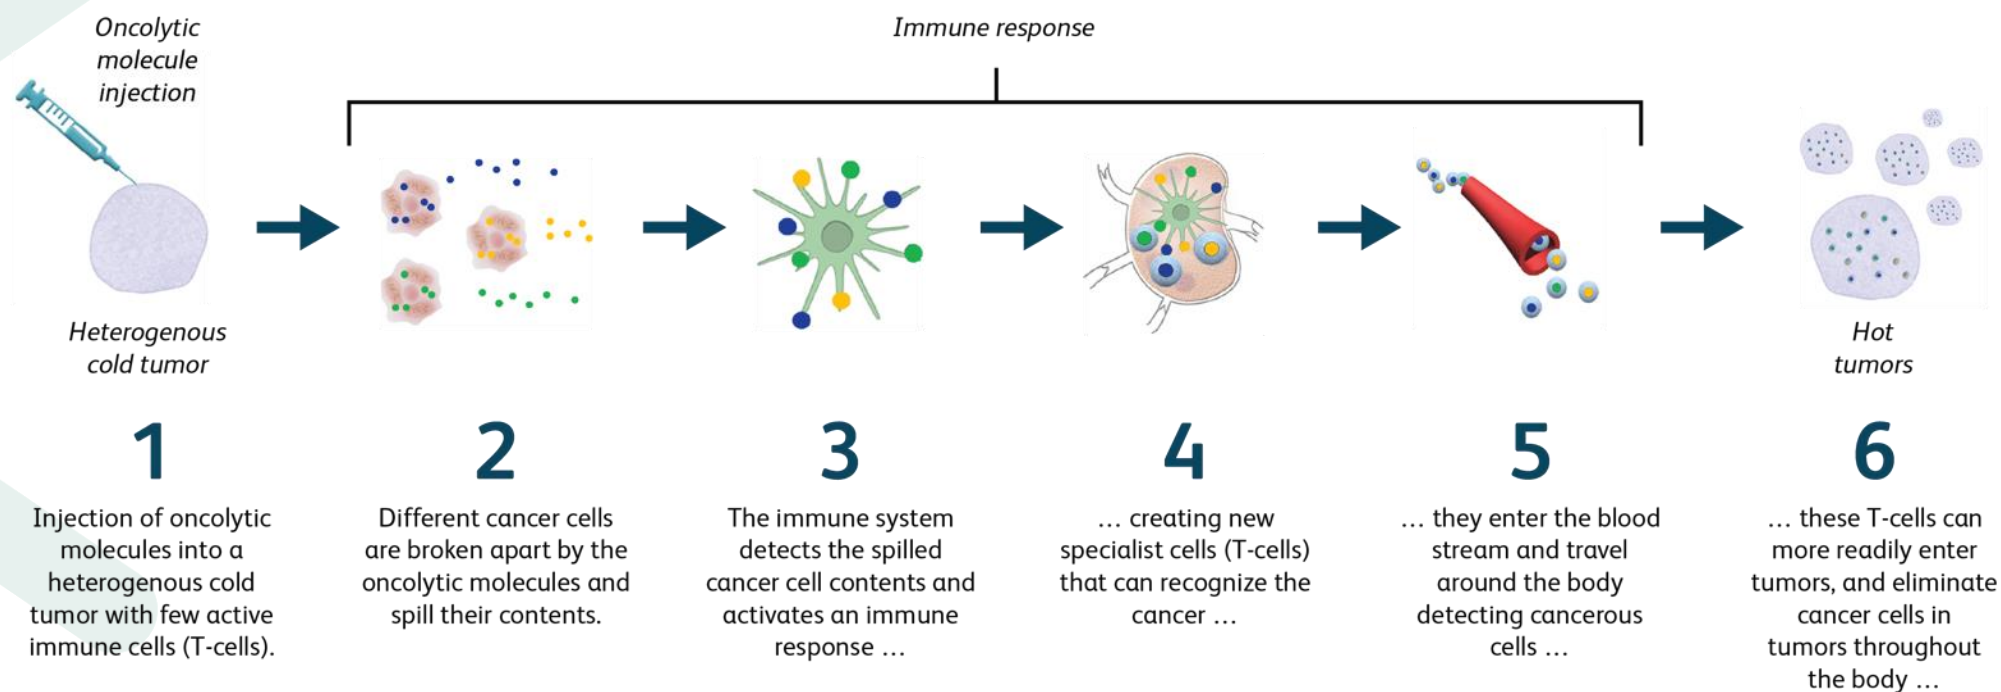 Oncolytic
molecule
injection
Immune response
Heterogenous
cold tumor
Hot
tumors
1
Injection of oncolytic
molecules into a
heterogenous cold
tumor with few active
immune cells (T-cells).
2
Different cancer cells
are broken apart by the
oncolytic molecules and
spill their contents.
3
The immune system
detects the spilled
cancer cell contents and
activates an immune
response ...
4
... creating new
specialist cells (T-cells)
that can recognize the
cancer ...
5
... they enter the blood
stream and travel
around the body
detecting cancerous
cells ...
6
... these T-cells can
more readily enter
tumors, and eliminate
cancer cells in
tumors throughout
the body ...